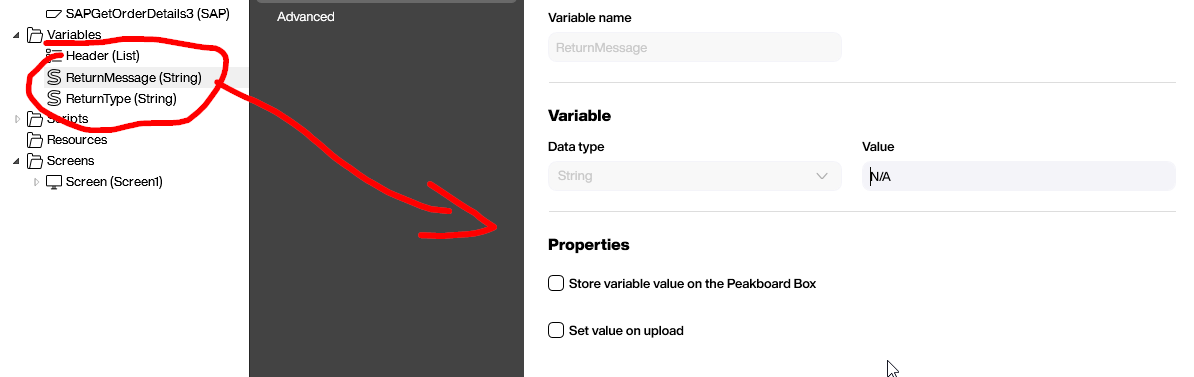 SAPGetOrderDetails3 (SAP)
Variables
Header (List)
ReturnMessage (String)
ReturnType (String)
Scripts
Resources
Screens
Screen (Screen1)
Advanced
Variable name
ReturnMessage
Variable
Data type
Value
String
N/A
Properties
Store variable value on the Peakboard Box
Set value on upload